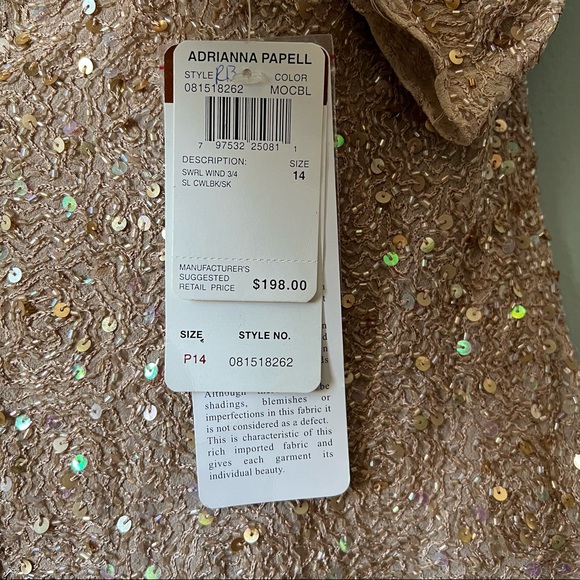 ADRIANNA PAPELL
STYLE RB COLOR
081518262 MOCBL
7 97532 25081 1
DESCRIPTION: SIZE
SWRL WIND 3/4 14
SL CWLBK/SK
MANUFACTURER'S
SUGGESTED
RETAIL PRICE $198.00
SIZE STYLE NO.
P14 081518262
Although be
shadings, blemishes or
imperfections in this fabric it
is not considered as a defect.
This is characteristic of this
rich imported fabric and
gives each garment its
individual beauty.